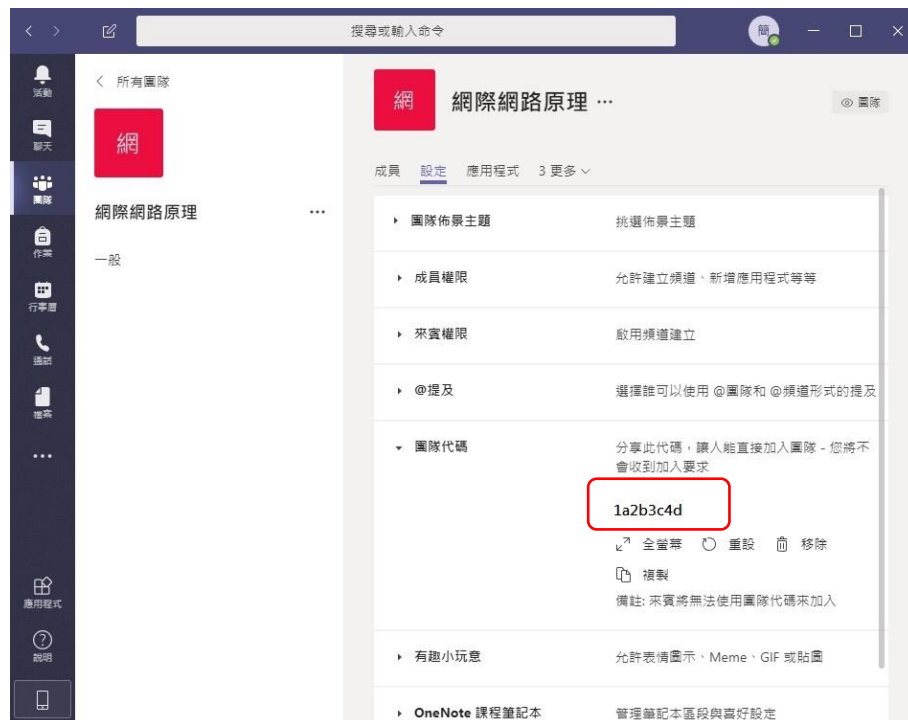 搜尋或輸入命令
簡
活動
聊天
團隊
作業
行事曆
通話
檔案
應用程式
說明
所有團隊
網
網際網路原理
一般
網
網際網路原理
團隊
成員 設定 應用程式 3 更多
團隊佈景主題 挑選佈景主題
成員權限 允許建立頻道、新增應用程式等等
來賓權限 啟用頻道建立
@提及 選擇誰可以使用 @團隊和 @頻道形式的提及
團隊代碼 分享此代碼，讓人能直接加入團隊 - 您將不
會收到加入要求
1a2b3c4d
全螢幕 重設 移除
複製
備註: 來賓將無法使用團隊代碼來加入
有趣小玩意 允許表情圖示、Meme、GIF 或貼圖
OneNote 課程筆記本 管理筆記本區段與喜好設定